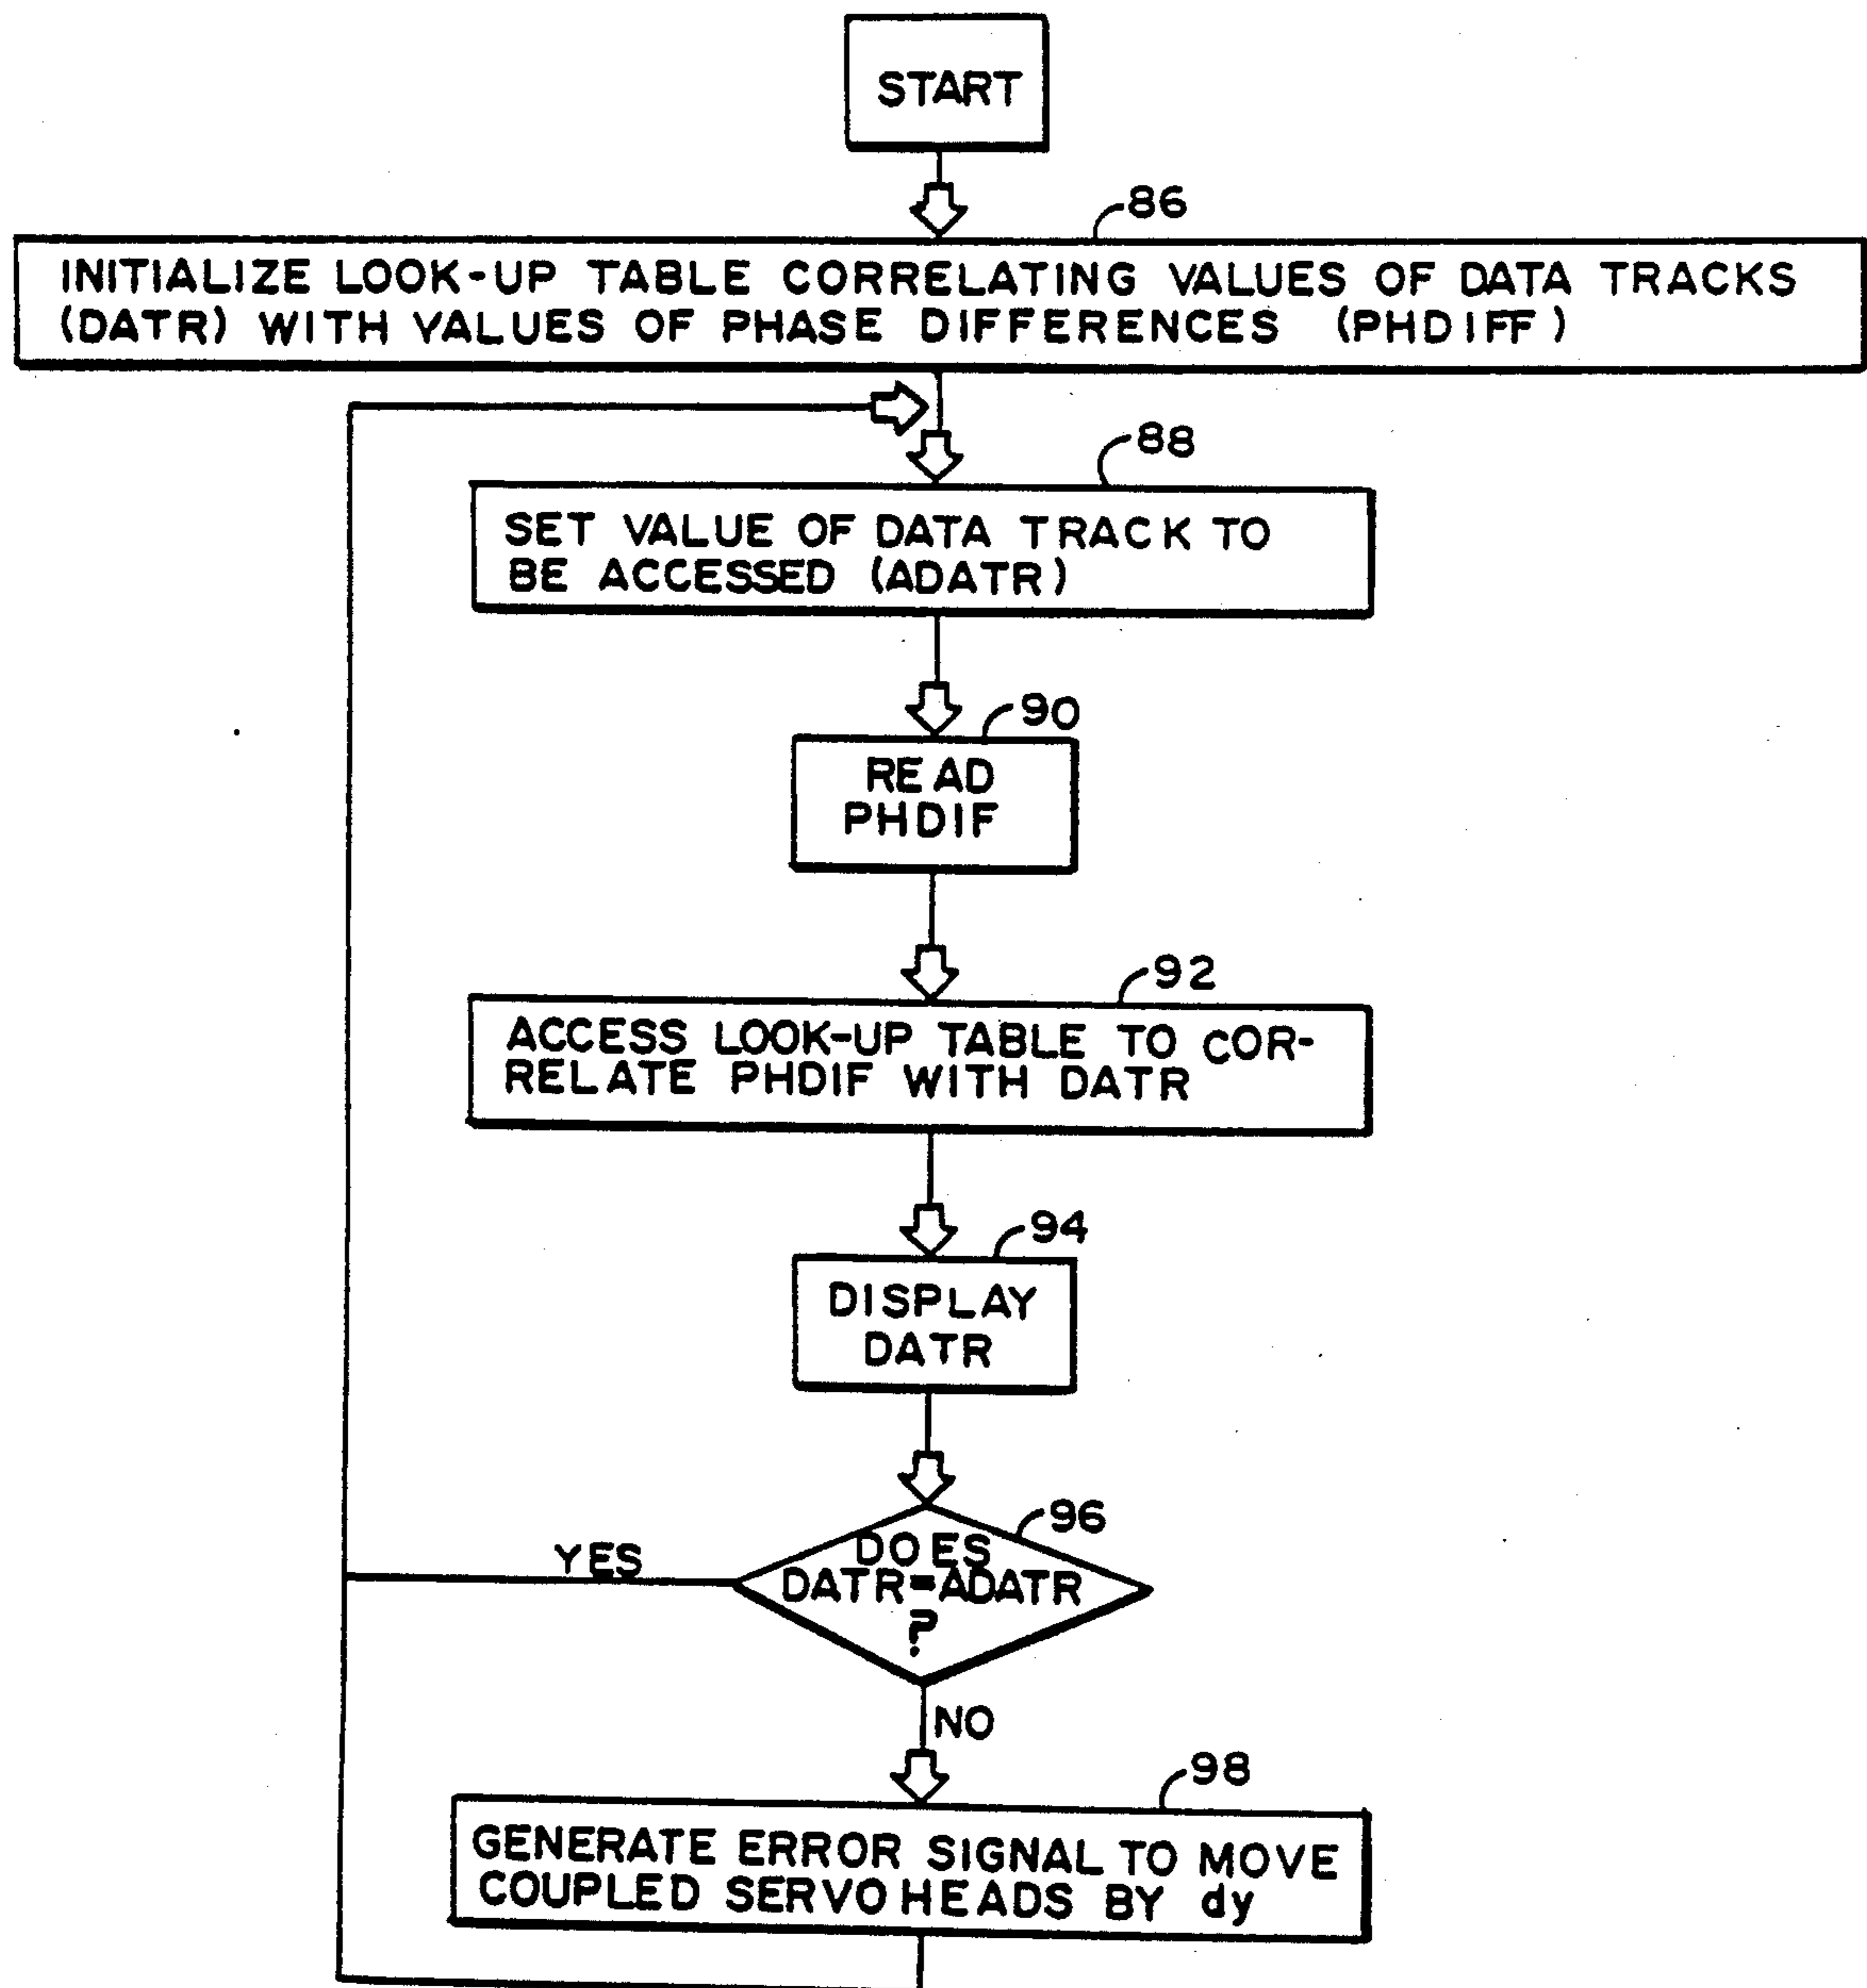 START
86
INITIALIZE LOOK-UP TABLE CORRELATING VALUES OF DATA TRACKS
(DATR) WITH VALUES OF PHASE DIFFERENCES (PHDIFF)
88
SET VALUE OF DATA TRACK TO
BE ACCESSED (ADATR)
90
READ
PHDIF
92
ACCESS LOOK-UP TABLE TO COR-
RELATE PHDIF WITH DATR
94
DISPLAY
DATR
96
DOES
DATR=ADATR
?
YES
NO
98
GENERATE ERROR SIGNAL TO MOVE
COUPLED SERVO HEADS BY dy